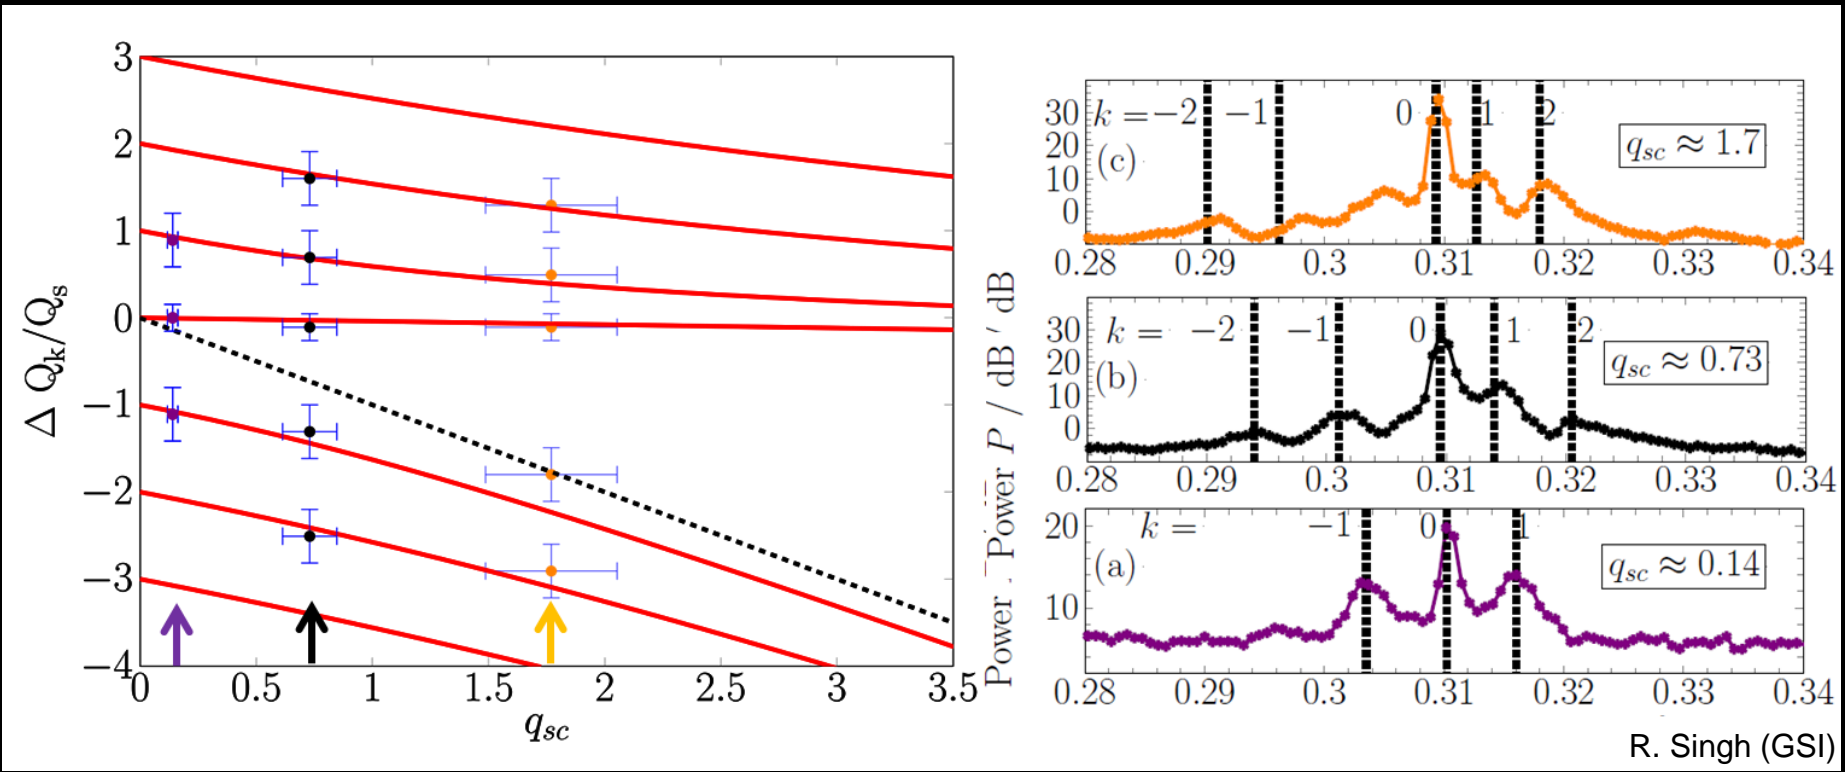 3
2
1
0
−1
−2
−3
−4
Δ Q_k/Q_s
0 0.5 1 1.5 2 2.5 3 3.5
q_sc
Power . Power P / dB / dB
30
20
10
0
k = −2 −1 0 1 2
(c)
q_sc ≈ 1.7
0.28 0.29 0.3 0.31 0.32 0.33 0.34
30
20
10
0
k = −2 −1 0 1 2
(b)
q_sc ≈ 0.73
0.28 0.29 0.3 0.31 0.32 0.33 0.34
20
10
k = −1 0 1
(a)
q_sc ≈ 0.14
0.28 0.29 0.3 0.31 0.32 0.33 0.34
R. Singh (GSI)